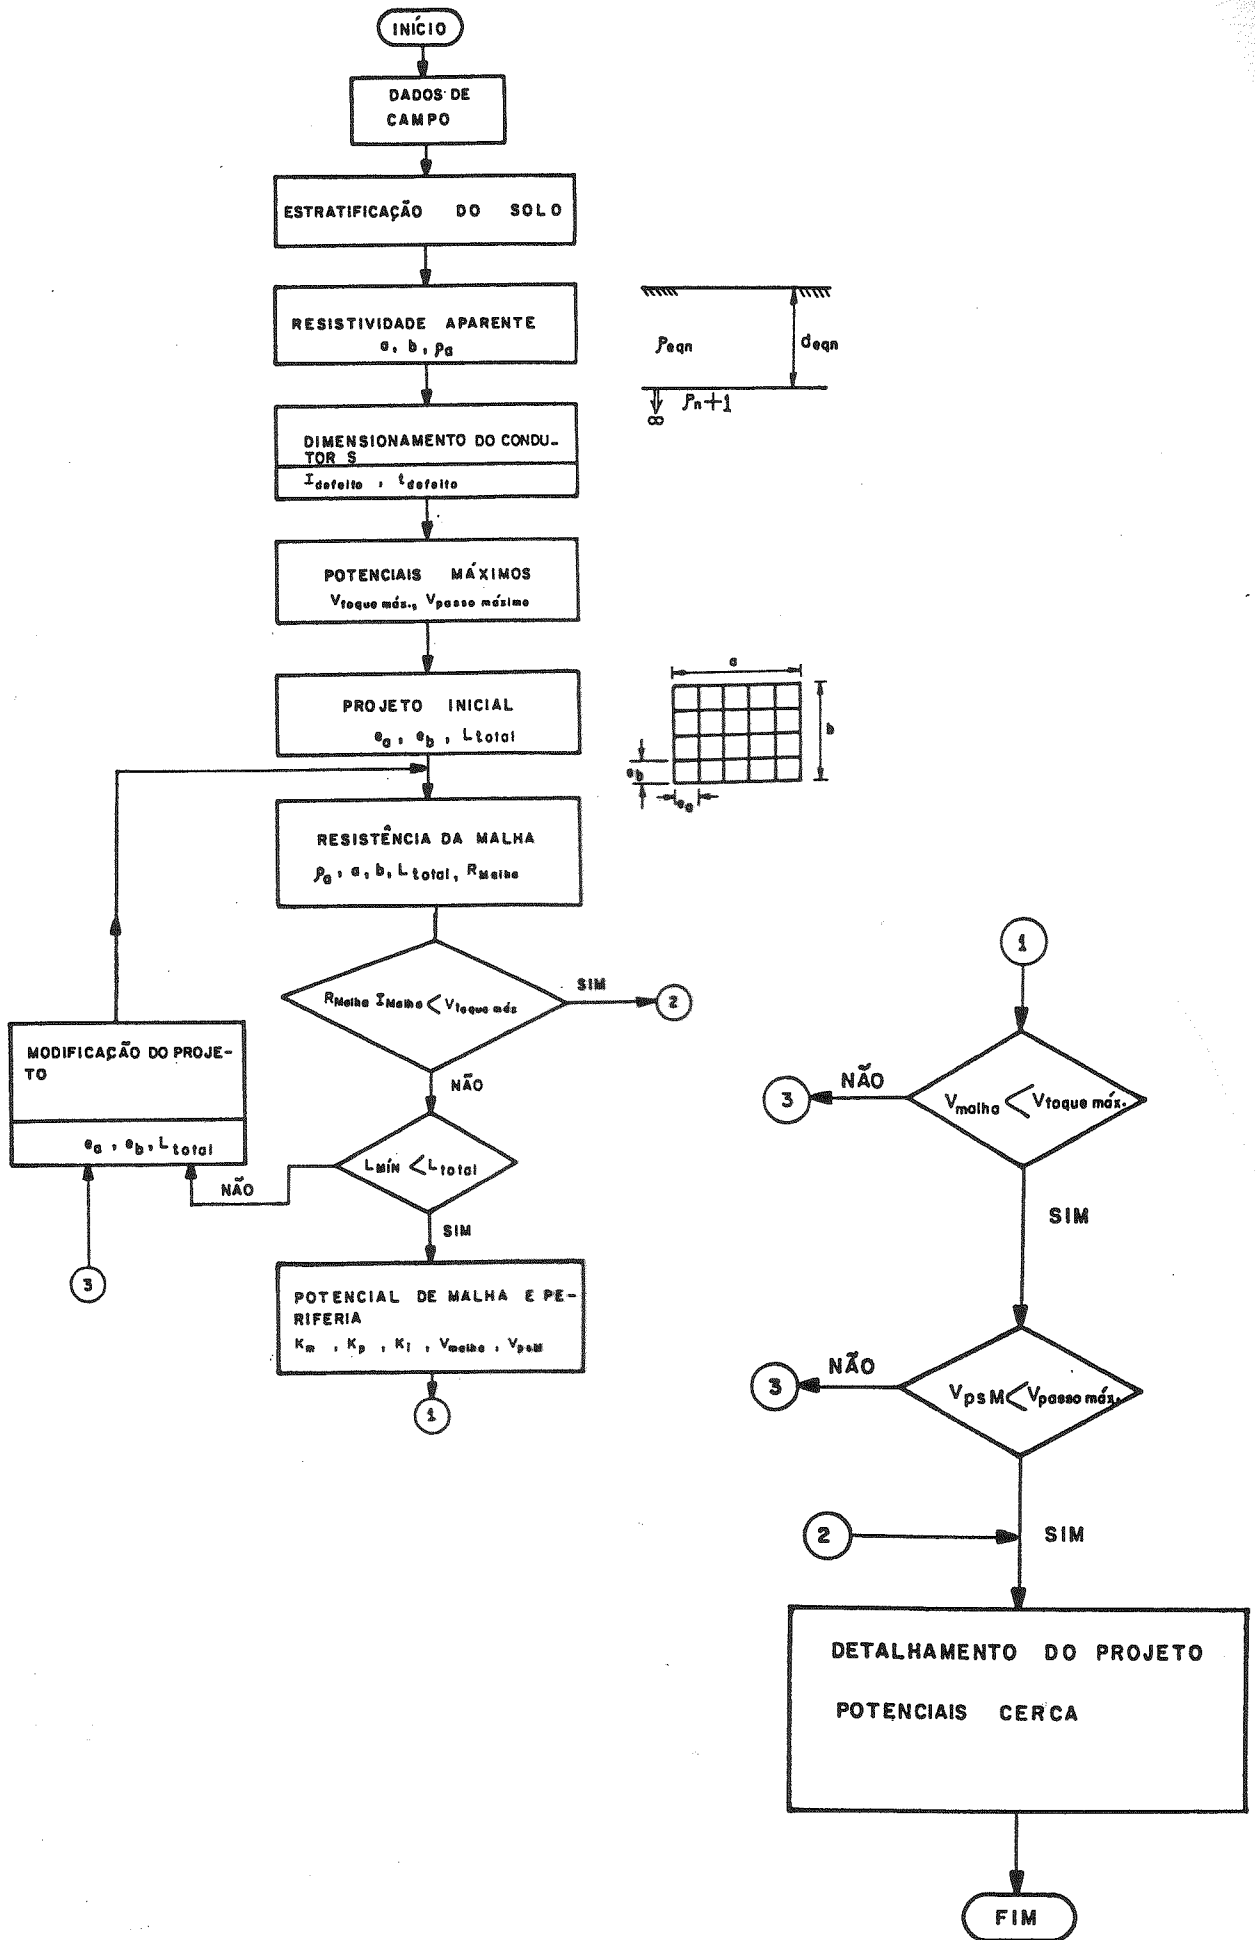 INÍCIO
DADOS DE
CAMPO
ESTRATIFICAÇÃO DO SOLO
RESISTIVIDADE APARENTE
a, b, ρa
ρeqn
deqn
ρn+1
∞
DIMENSIONAMENTO DO CONDU-
TOR S
Idefeito , tdefeito
POTENCIAIS MÁXIMOS
Vtoque máx., Vpasso máximo
PROJETO INICIAL
ea, eb, Ltotal
a
b
eb
ea
RESISTÊNCIA DA MALHA
ρa, a, b, Ltotal, RMalha
RMalha IMalha < Vtoque máx
SIM
2
NÃO
MODIFICAÇÃO DO PROJE-
TO
ea, eb, Ltotal
LMÍN < Ltotal
NÃO
SIM
3
POTENCIAL DE MALHA E PE-
RIFERIA
Km , Kp , Ki , Vmalha , VpsM
1
1
Vmalha < Vtoque máx.
NÃO
3
SIM
VpsM < Vpasso máx.
NÃO
3
SIM
2
DETALHAMENTO DO PROJETO
POTENCIAIS CERCA
FIM